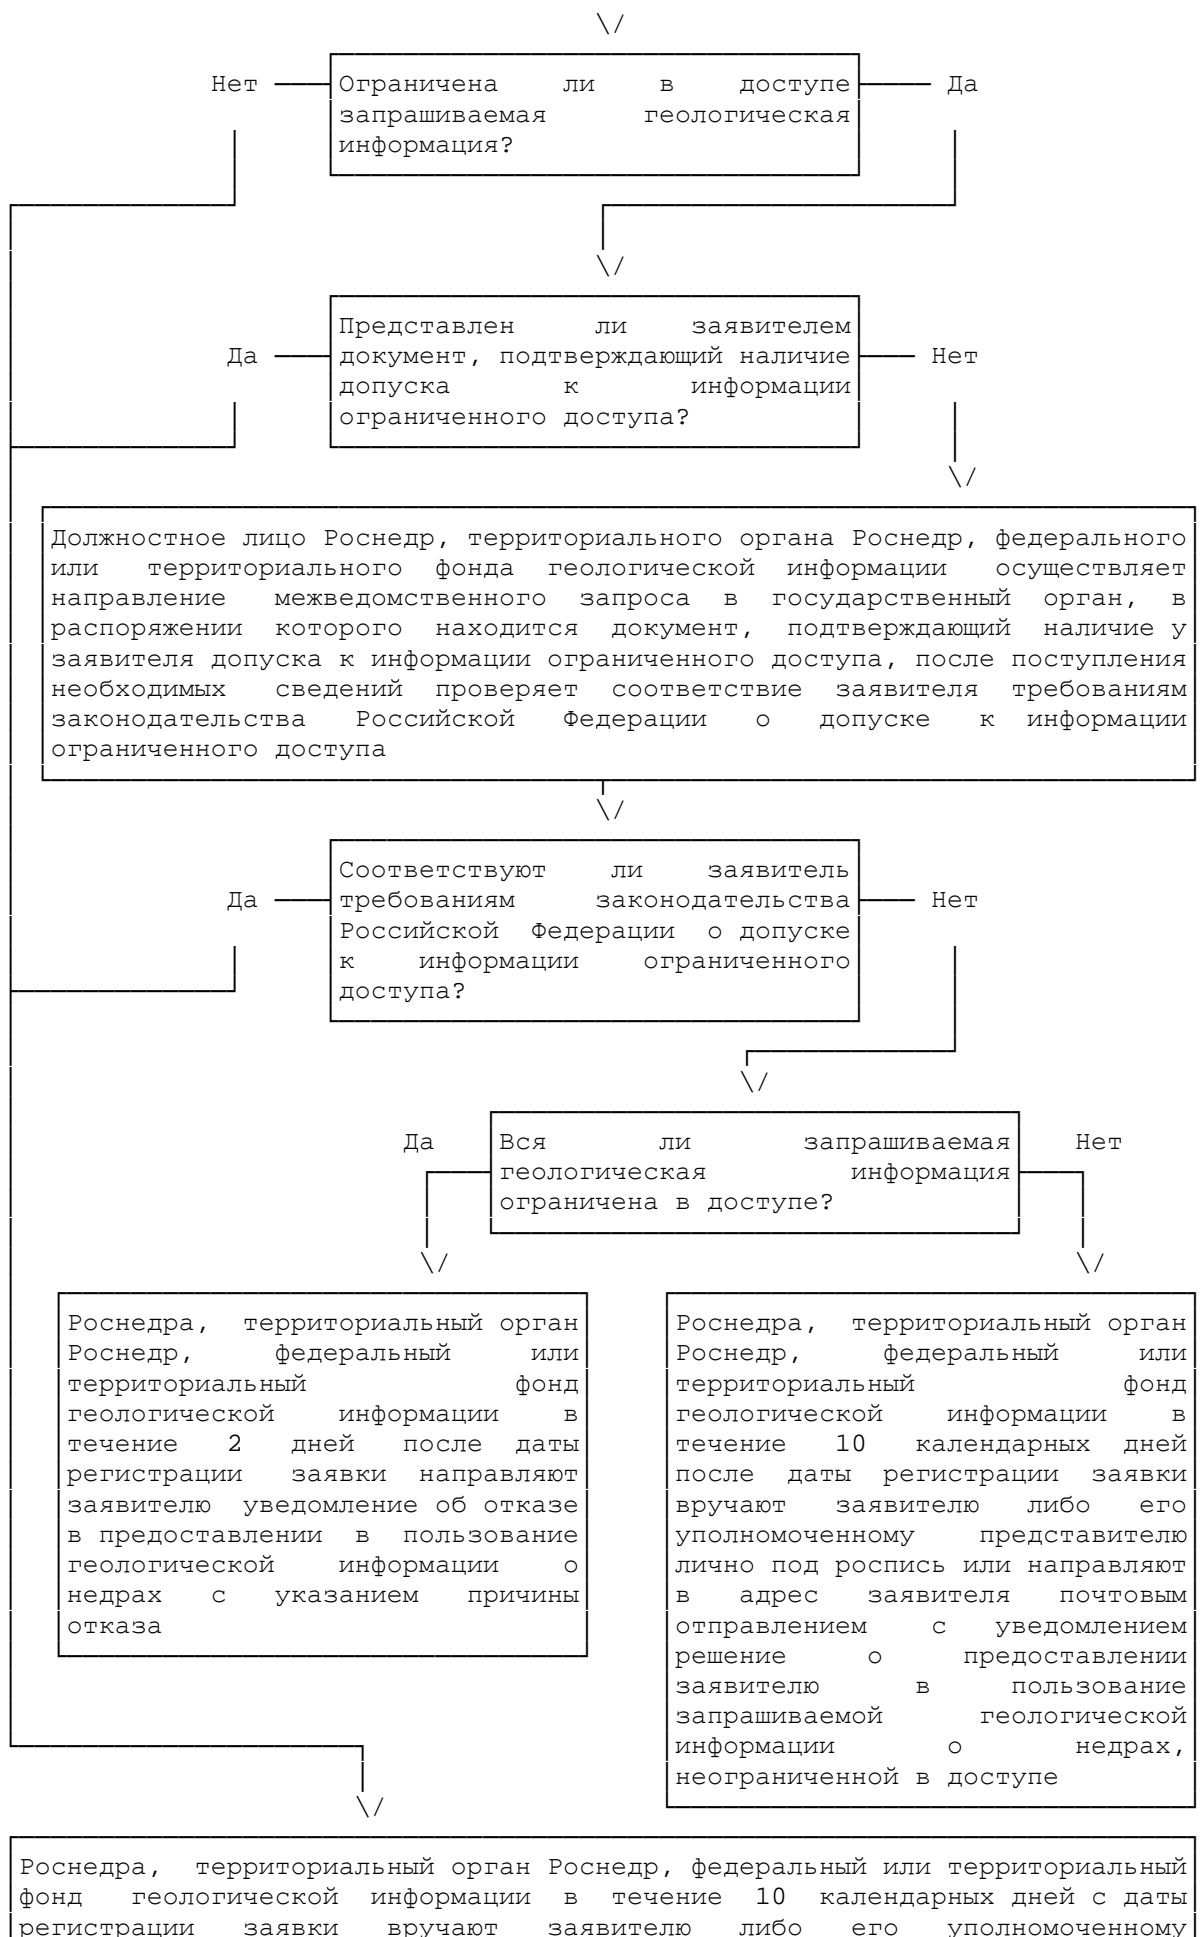 \/
Нет Ограничена ли в доступе Да
запрашиваемая геологическая
информация?
\/
Представлен ли заявителем
Да документ, подтверждающий наличие Нет
допуска к информации
ограниченного доступа?
\/
Должностное лицо Роснедр, территориального органа Роснедр, федерального
или территориального фонда геологической информации осуществляет
направление межведомственного запроса в государственный орган, в
распоряжении которого находится документ, подтверждающий наличие у
заявителя допуска к информации ограниченного доступа, после поступления
необходимых сведений проверяет соответствие заявителя требованиям
законодательства Российской Федерации о допуске к информации
ограниченного доступа
\/
Соответствуют ли заявитель
Да требованиям законодательства Нет
Российской Федерации о допуске
к информации ограниченного
доступа?
\/
Да Вся ли запрашиваемая Нет
геологическая информация
ограничена в доступе?
\/ \/
Роснедра, территориальный орган
Роснедр, федеральный или
территориальный фонд
геологической информации в
течение 2 дней после даты
регистрации заявки направляют
заявителю уведомление об отказе
в предоставлении в пользование
геологической информации о
недрах с указанием причины
отказа
Роснедра, территориальный орган
Роснедр, федеральный или
территориальный фонд
геологической информации в
течение 10 календарных дней
после даты регистрации заявки
вручают заявителю либо его
уполномоченному представителю
лично под роспись или направляют
в адрес заявителя почтовым
отправлением с уведомлением
решение о предоставлении
заявителю в пользование
запрашиваемой геологической
информации о недрах,
неограниченной в доступе
\/
Роснедра, территориальный орган Роснедр, федеральный или территориальный
фонд геологической информации в течение 10 календарных дней с даты
регистрации заявки вручают заявителю либо его уполномоченному